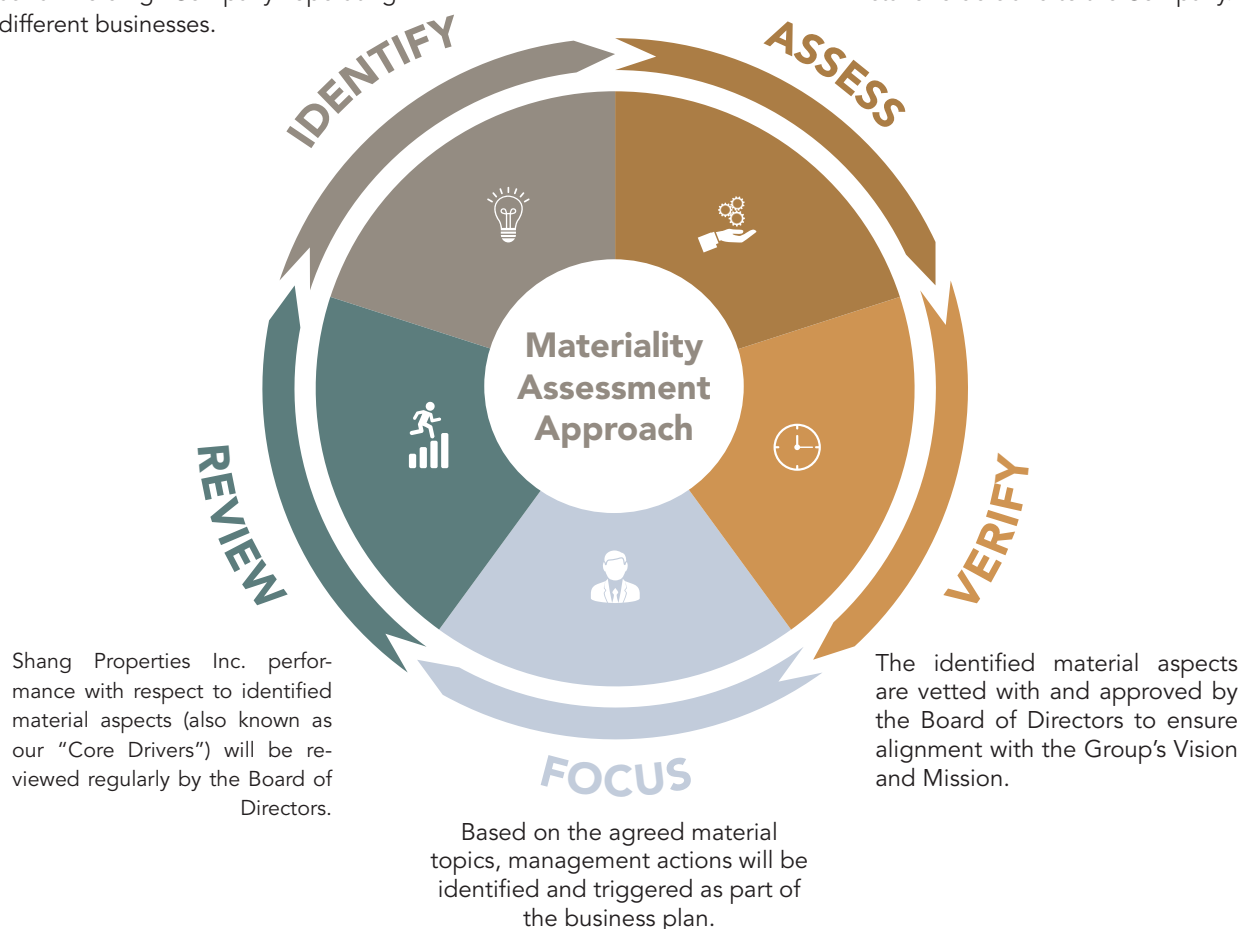 different businesses.
IDENTIFY
ASSESS
Materiality
Assessment
Approach
REVIEW
VERIFY
Shang Properties Inc. perfor-
mance with respect to identified
material aspects (also known as
our “Core Drivers”) will be re-
viewed regularly by the Board of
Directors.
The identified material aspects
are vetted with and approved by
the Board of Directors to ensure
alignment with the Group’s Vision
and Mission.
FOCUS
Based on the agreed material
topics, management actions will be
identified and triggered as part of
the business plan.